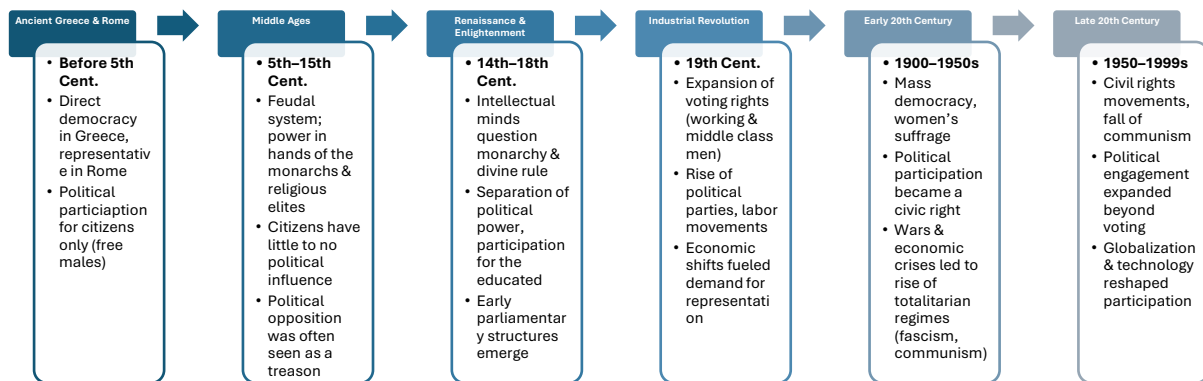 Ancient Greece & Rome
• Before 5th
Cent.
• Direct
democracy
in Greece,
representativ
e in Rome
• Political
particiaption
for citizens
only (free
males)
Middle Ages
• 5th–15th
Cent.
• Feudal
system;
power in
hands of the
monarchs &
religious
elites
• Citizens have
little to no
political
influence
• Political
opposition
was often
seen as a
treason
Renaissance &
Enlightenment
• 14th–18th
Cent.
• Intellectual
minds
question
monarchy &
divine rule
• Separation of
political
power,
participation
for the
educated
• Early
parliamentar
y structures
emerge
Industrial Revolution
• 19th Cent.
• Expansion of
voting rights
(working &
middle class
men)
• Rise of
political
parties, labor
movements
• Economic
shifts fueled
demand for
representati
on
Early 20th Century
• 1900–1950s
• Mass
democracy,
women's
suffrage
• Political
participation
became a
civic right
• Wars &
economic
crises led to
rise of
totalitarian
regimes
(fascism,
communism)
Late 20th Century
• 1950–1999s
• Civil rights
movements,
fall of
communism
• Political
engagement
expanded
beyond
voting
• Globalization
& technology
reshaped
participation